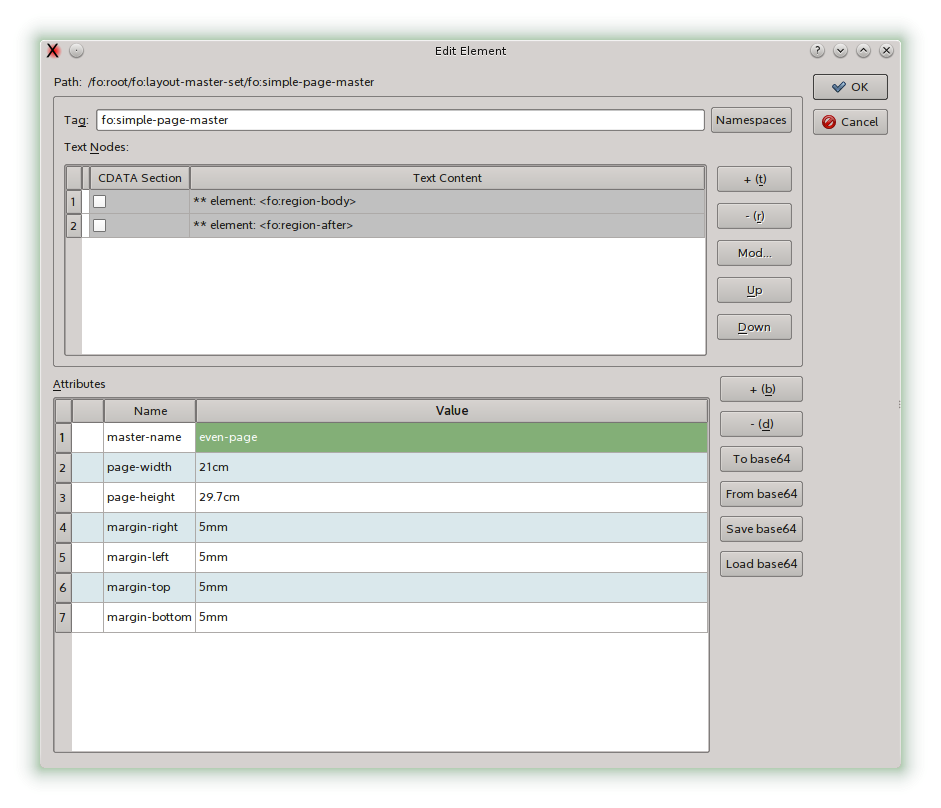 Edit Element
?
Path: /fo:root/fo:layout-master-set/fo:simple-page-master
OK
Cancel
Tag: fo:simple-page-master
Namespaces
Text Nodes:
CDATA Section Text Content
1 ** element: <fo:region-body>
2 ** element: <fo:region-after>
+ (t)
- (r)
Mod...
Up
Down
Attributes
Name Value
1 master-name even-page
2 page-width 21cm
3 page-height 29.7cm
4 margin-right 5mm
5 margin-left 5mm
6 margin-top 5mm
7 margin-bottom 5mm
+ (b)
- (d)
To base64
From base64
Save base64
Load base64